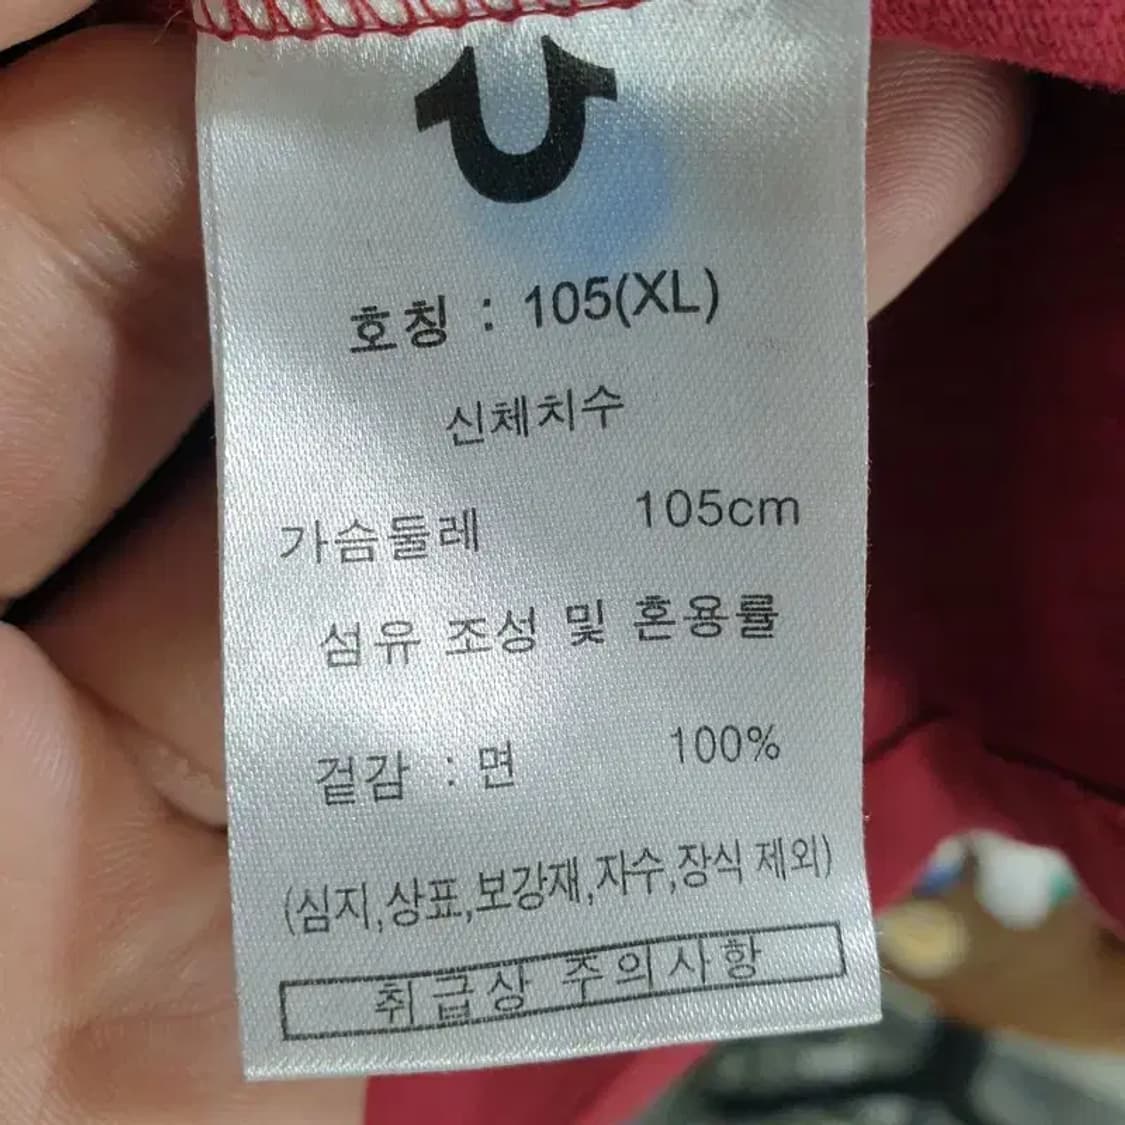 호칭 : 105(XL)
신체치수
가슴둘레 105cm
섬유 조성 및 혼용률
겉감 : 면 100%
(심지,상표,보강재,자수,장식 제외)
취급상 주의사항